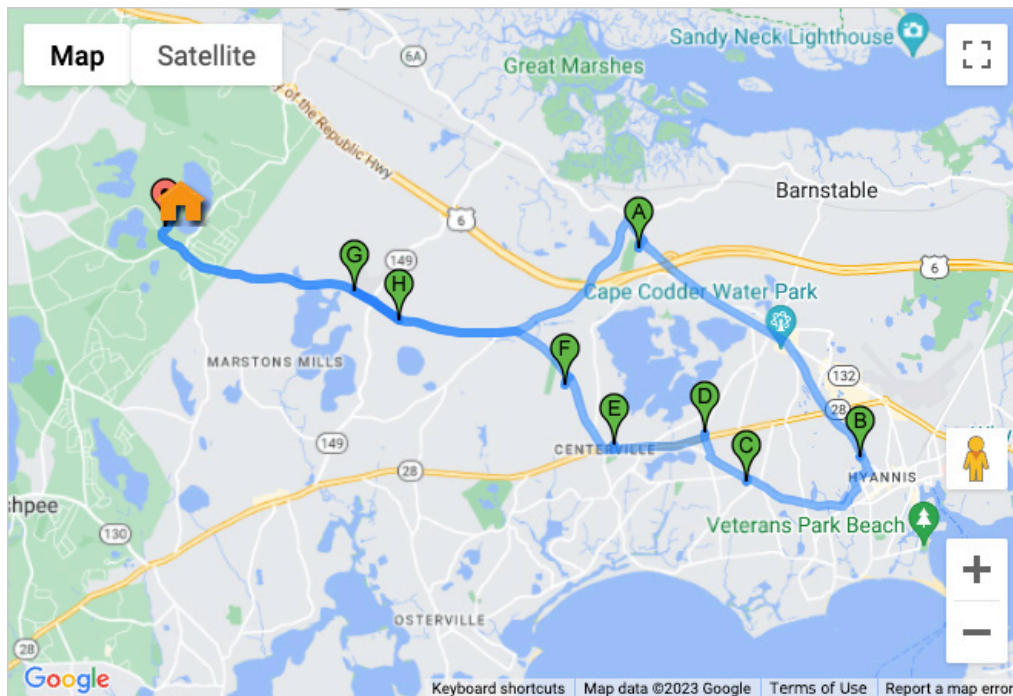 Map
Satellite
6A
Sandy Neck Lighthouse
Great Marshes
y of the Republic Hwy
Barnstable
6
A
G
149
H
6
Cape Codder Water Park
F
MARSTONS MILLS
132
D
28
E
B
C
CENTERVILLE
149
28
HYANNIS
shpee
130
Veterans Park Beach
OSTERVILLE
28
Google
Keyboard shortcuts
Map data ©2023 Google
Terms of Use
Report a map error